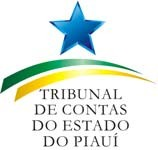 TRIBUNAL
DE CONTAS
DO ESTADO
DO PIAUÍ